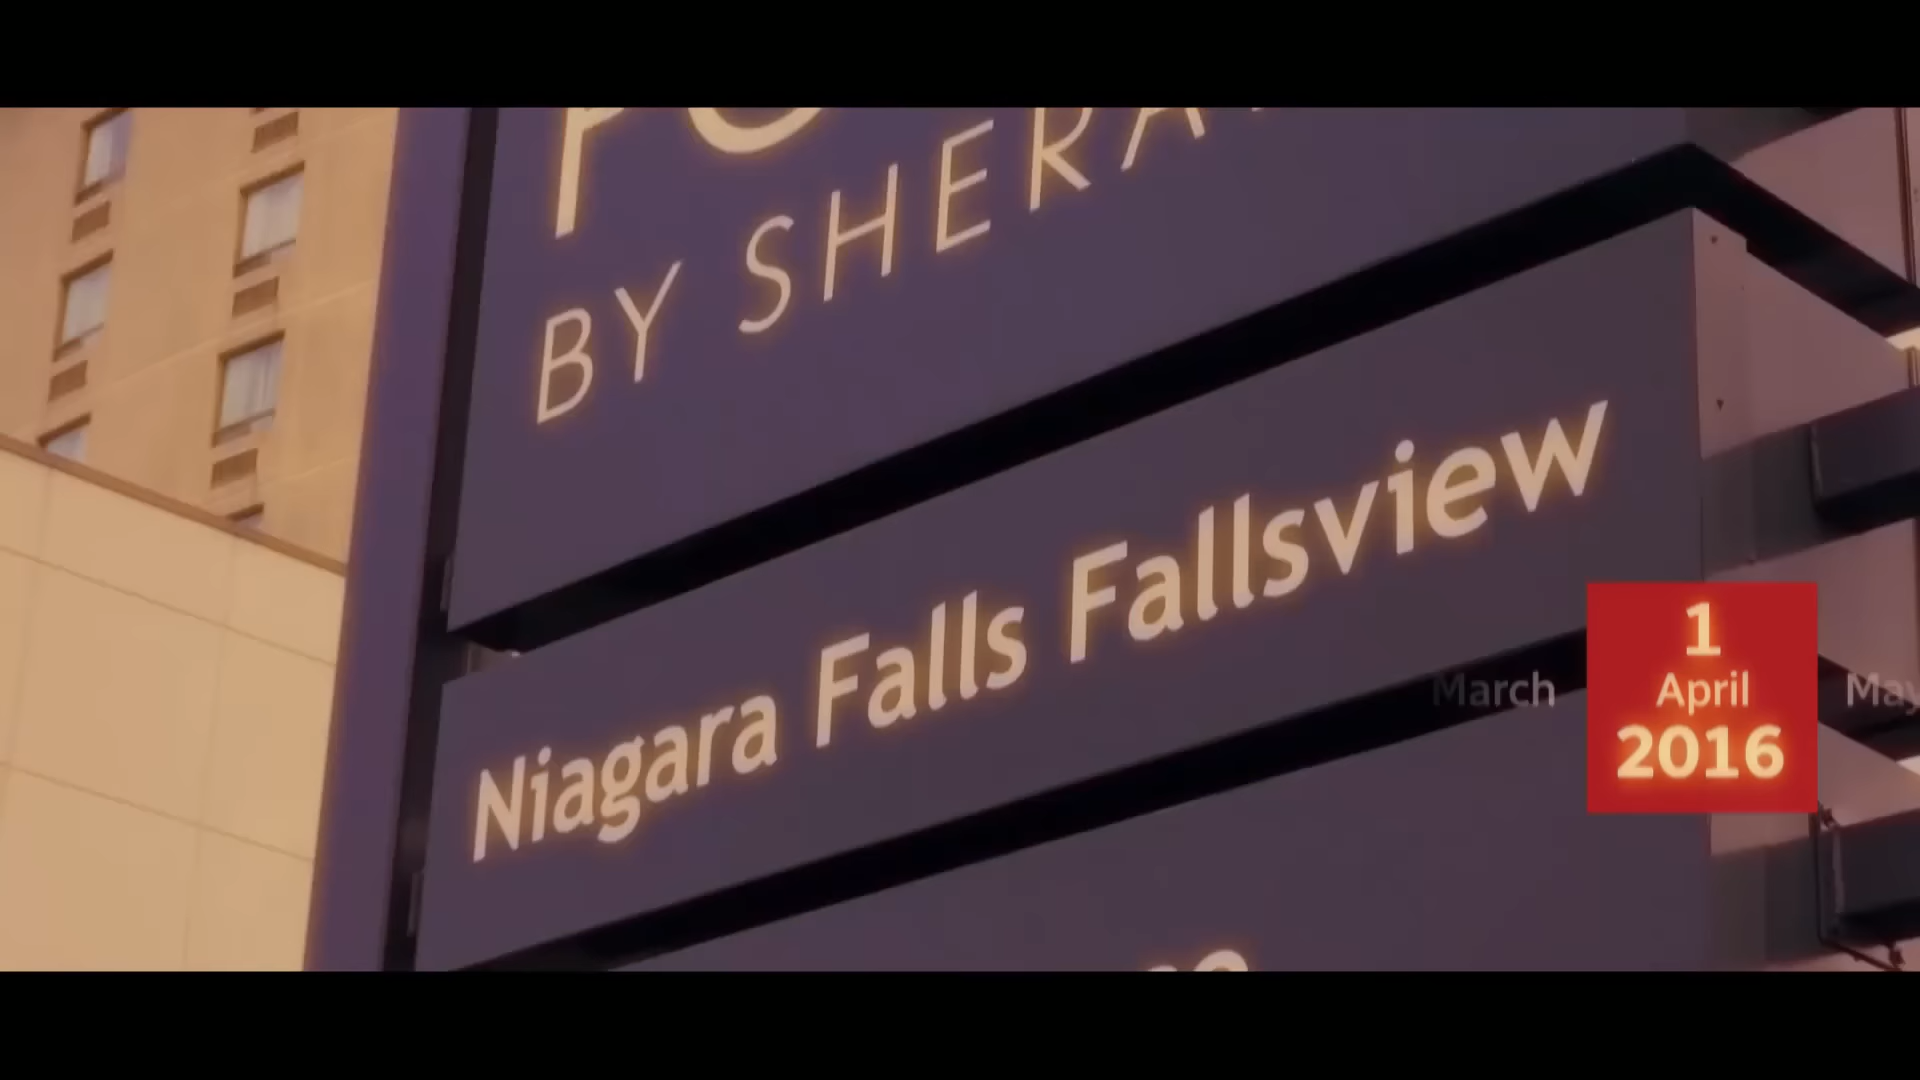 BY SHERA
Niagara Falls Fallsview
1
March April May
2016